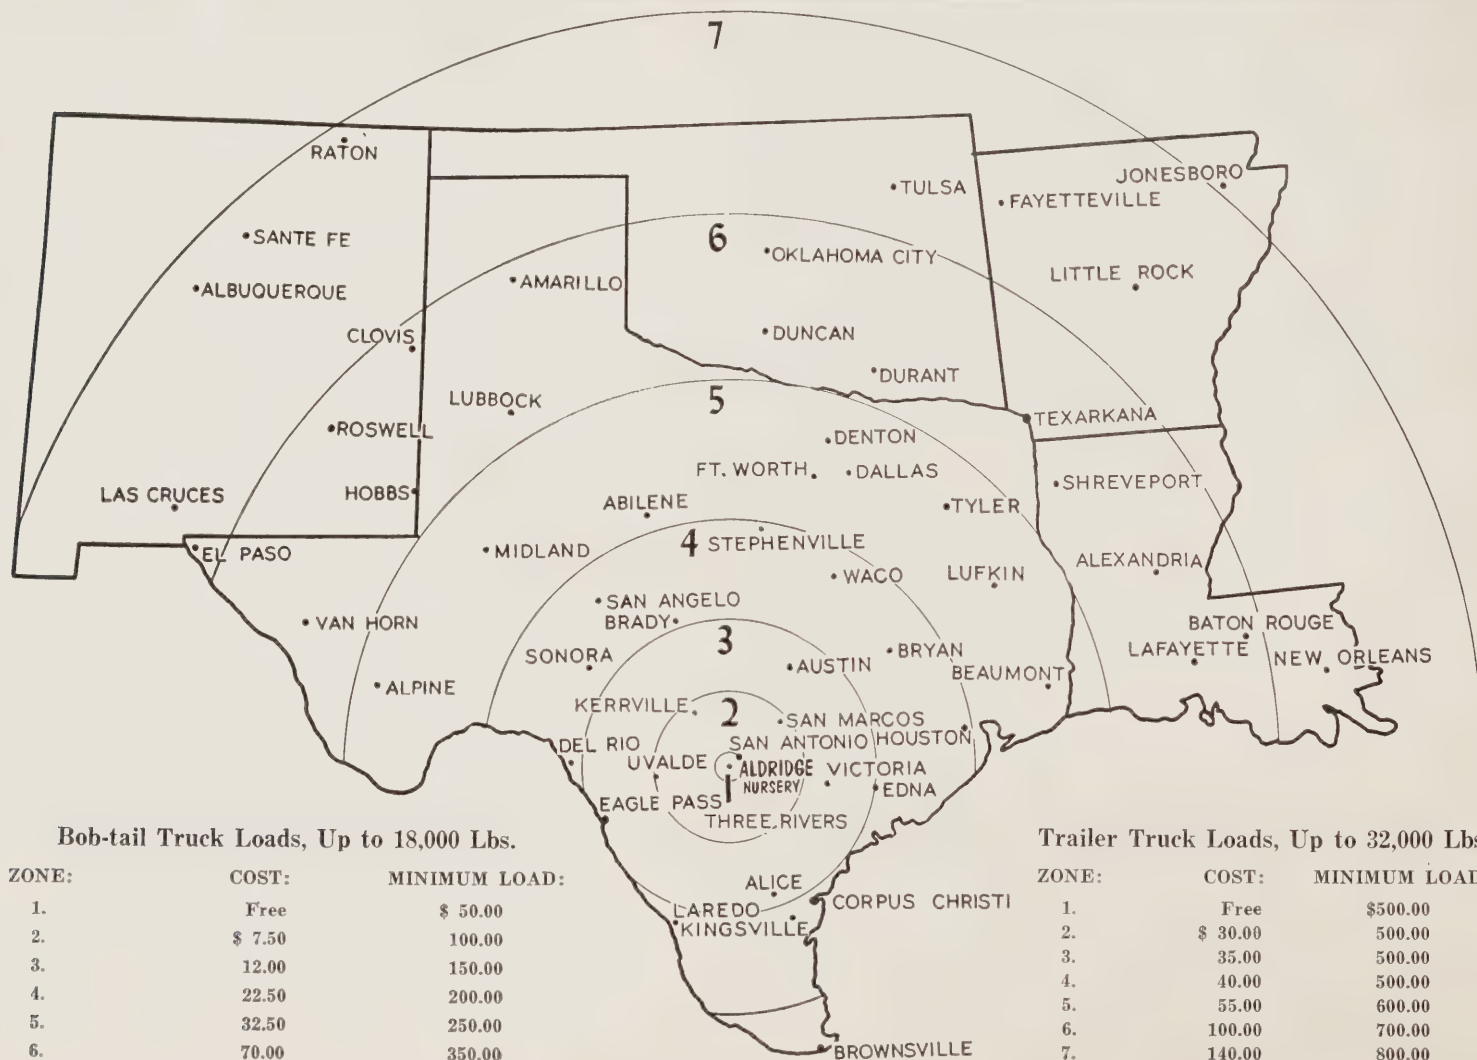 7
RATON
JONESBORO
TULSA
FAYETTEVILLE
SANTE FE
6
OKLAHOMA CITY
LITTLE ROCK
AMARILLO
ALBUQUERQUE
CLOVIS
DUNCAN
DURANT
5
LUBBOCK
TEXARKANA
ROSWELL
DENTON
FT. WORTH
DALLAS
SHREVEPORT
LAS CRUCES
HOBBS
ABILENE
TYLER
4
STEPHENVILLE
EL PASO
MIDLAND
WACO
LUFKIN
ALEXANDRIA
SAN ANGELO
BRADY
VAN HORN
BATON ROUGE
3
SONORA
AUSTIN
BRYAN
LAFAYETTE
NEW ORLEANS
BEAUMONT
ALPINE
KERRVILLE
2
SAN MARCOS
DEL RIO
SAN ANTONIO
HOUSTON
UVALDE
ALDRIDGE
NURSERY
VICTORIA
EDNA
1
EAGLE PASS
THREE RIVERS
ALICE
CORPUS CHRISTI
LAREDO
KINGSVILLE
BROWNSVILLE
Bob-tail Truck Loads, Up to 18,000 Lbs.
ZONE: COST: MINIMUM LOAD:
1. Free $ 50.00
2. $ 7.50 100.00
3. 12.00 150.00
4. 22.50 200.00
5. 32.50 250.00
6. 70.00 350.00
Trailer Truck Loads, Up to 32,000 Lbs
ZONE: COST: MINIMUM LOAD
1. Free $500.00
2. $ 30.00 500.00
3. 35.00 500.00
4. 40.00 500.00
5. 55.00 600.00
6. 100.00 700.00
7. 140.00 800.00